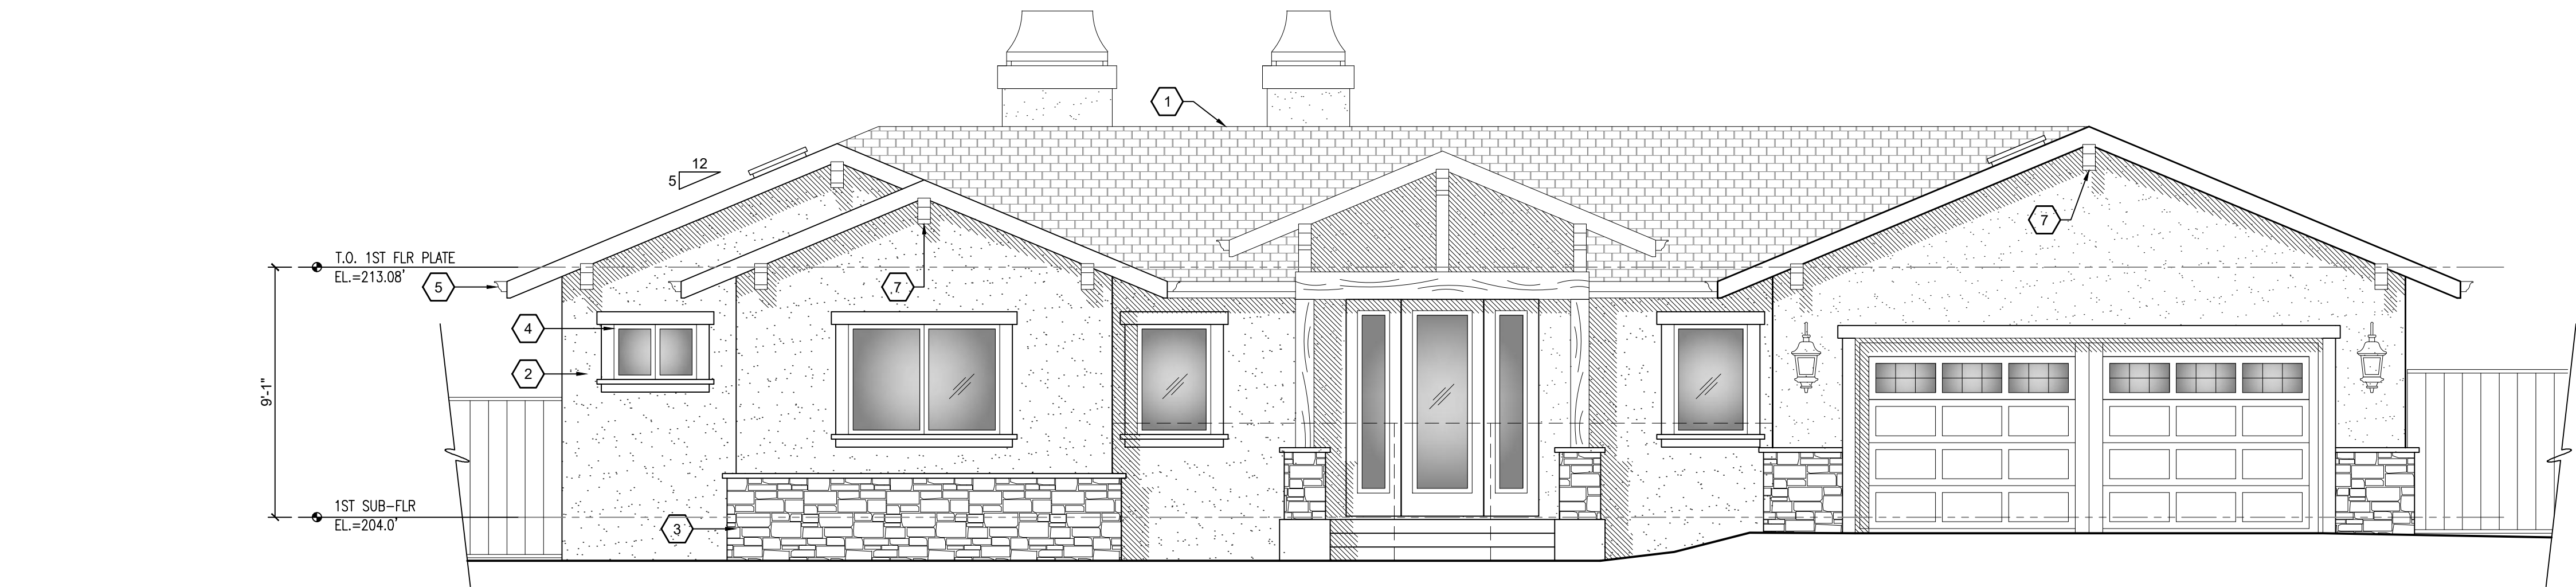 1
12
5
7
T.O. 1ST FLR PLATE
EL.=213.08'
5
7
4
2
9'-1"
1ST SUB-FLR
EL.=204.0'
3